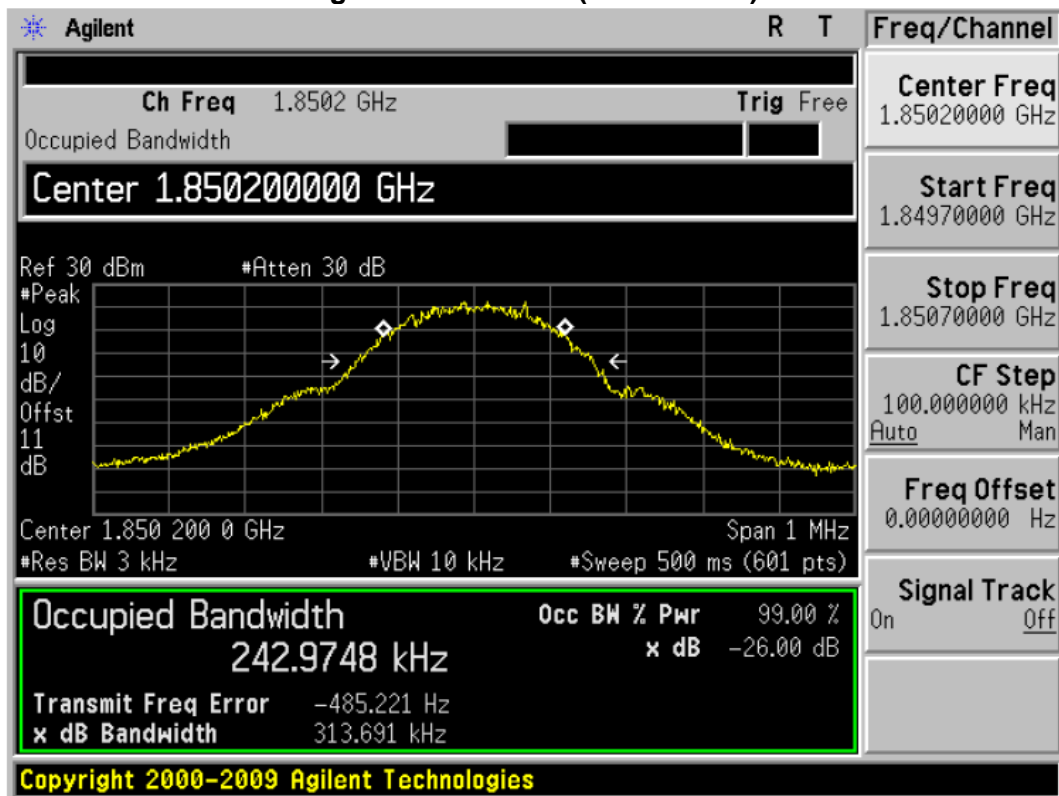 Agilent R T Freq/Channel
Ch Freq 1.8502 GHz Trig Free
Occupied Bandwidth
Center 1.850200000 GHz
Ref 30 dBm #Atten 30 dB
#Peak
Log
10
dB/
Offst
11
dB
Center 1.850 200 0 GHz Span 1 MHz
#Res BW 3 kHz #VBW 10 kHz #Sweep 500 ms (601 pts)
Occupied Bandwidth Occ BW % Pwr 99.00 %
242.9748 kHz x dB -26.00 dB
Transmit Freq Error -485.221 Hz
x dB Bandwidth 313.691 kHz
Copyright 2000-2009 Agilent Technologies
Center Freq
1.85020000 GHz
Start Freq
1.84970000 GHz
Stop Freq
1.85070000 GHz
CF Step
100.000000 kHz
Auto Man
Freq Offset
0.00000000 Hz
Signal Track
On Off